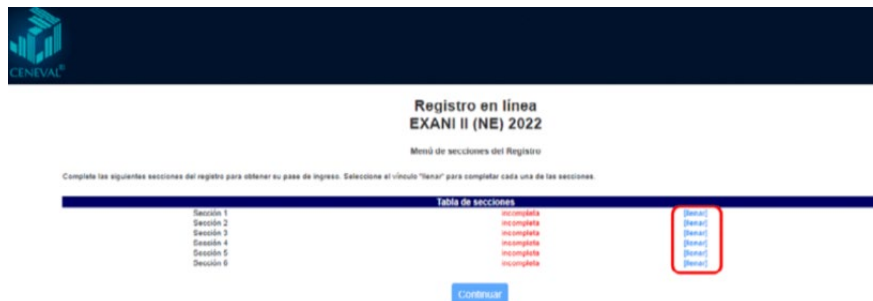 CENEVAL®
Registro en línea
EXANI II (NE) 2022
Menú de secciones del Registro
Complete las siguientes secciones del registro para obtener su pase de ingreso. Seleccione el vínculo "llenar" para completar cada una de las secciones.
Tabla de secciones
Sección 1 incompleta [llenar]
Sección 2 incompleta [llenar]
Sección 3 incompleta [llenar]
Sección 4 incompleta [llenar]
Sección 5 incompleta [llenar]
Sección 6 incompleta [llenar]
Continuar